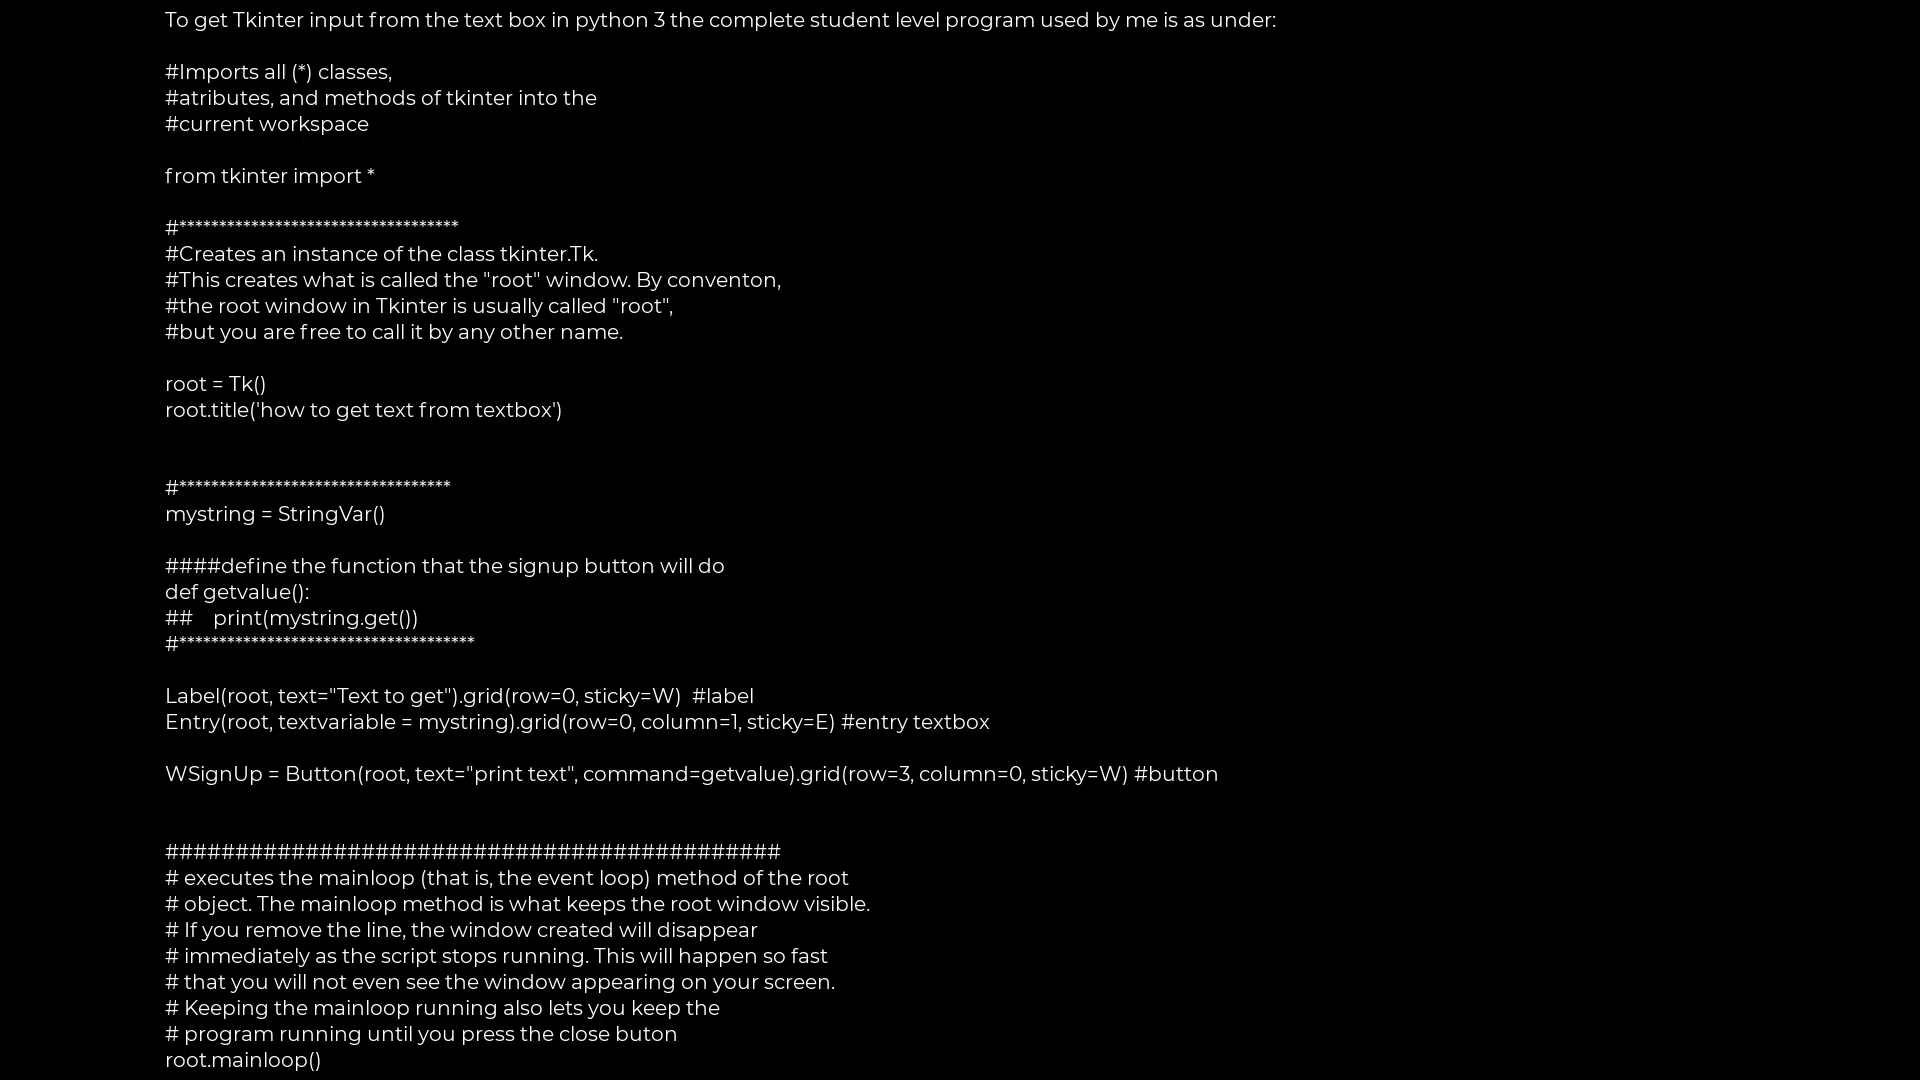 To get Tkinter input from the text box in python 3 the complete student level program used by me is as under:
#Imports all (*) classes,
#atributes, and methods of tkinter into the
#current workspace
from tkinter import *
#***********************************
#Creates an instance of the class tkinter.Tk.
#This creates what is called the "root" window. By conventon,
#the root window in Tkinter is usually called "root",
#but you are free to call it by any other name.
root = Tk()
root.title('how to get text from textbox')
#**********************************
mystring = StringVar()
####define the function that the signup button will do
def getvalue():
##    print(mystring.get())
#*************************************
Label(root, text="Text to get").grid(row=0, sticky=W)  #label
Entry(root, textvariable = mystring).grid(row=0, column=1, sticky=E) #entry textbox
WSignUp = Button(root, text="print text", command=getvalue).grid(row=3, column=0, sticky=W) #button
############################################
# executes the mainloop (that is, the event loop) method of the root
# object. The mainloop method is what keeps the root window visible.
# If you remove the line, the window created will disappear
# immediately as the script stops running. This will happen so fast
# that you will not even see the window appearing on your screen.
# Keeping the mainloop running also lets you keep the
# program running until you press the close buton
root.mainloop()